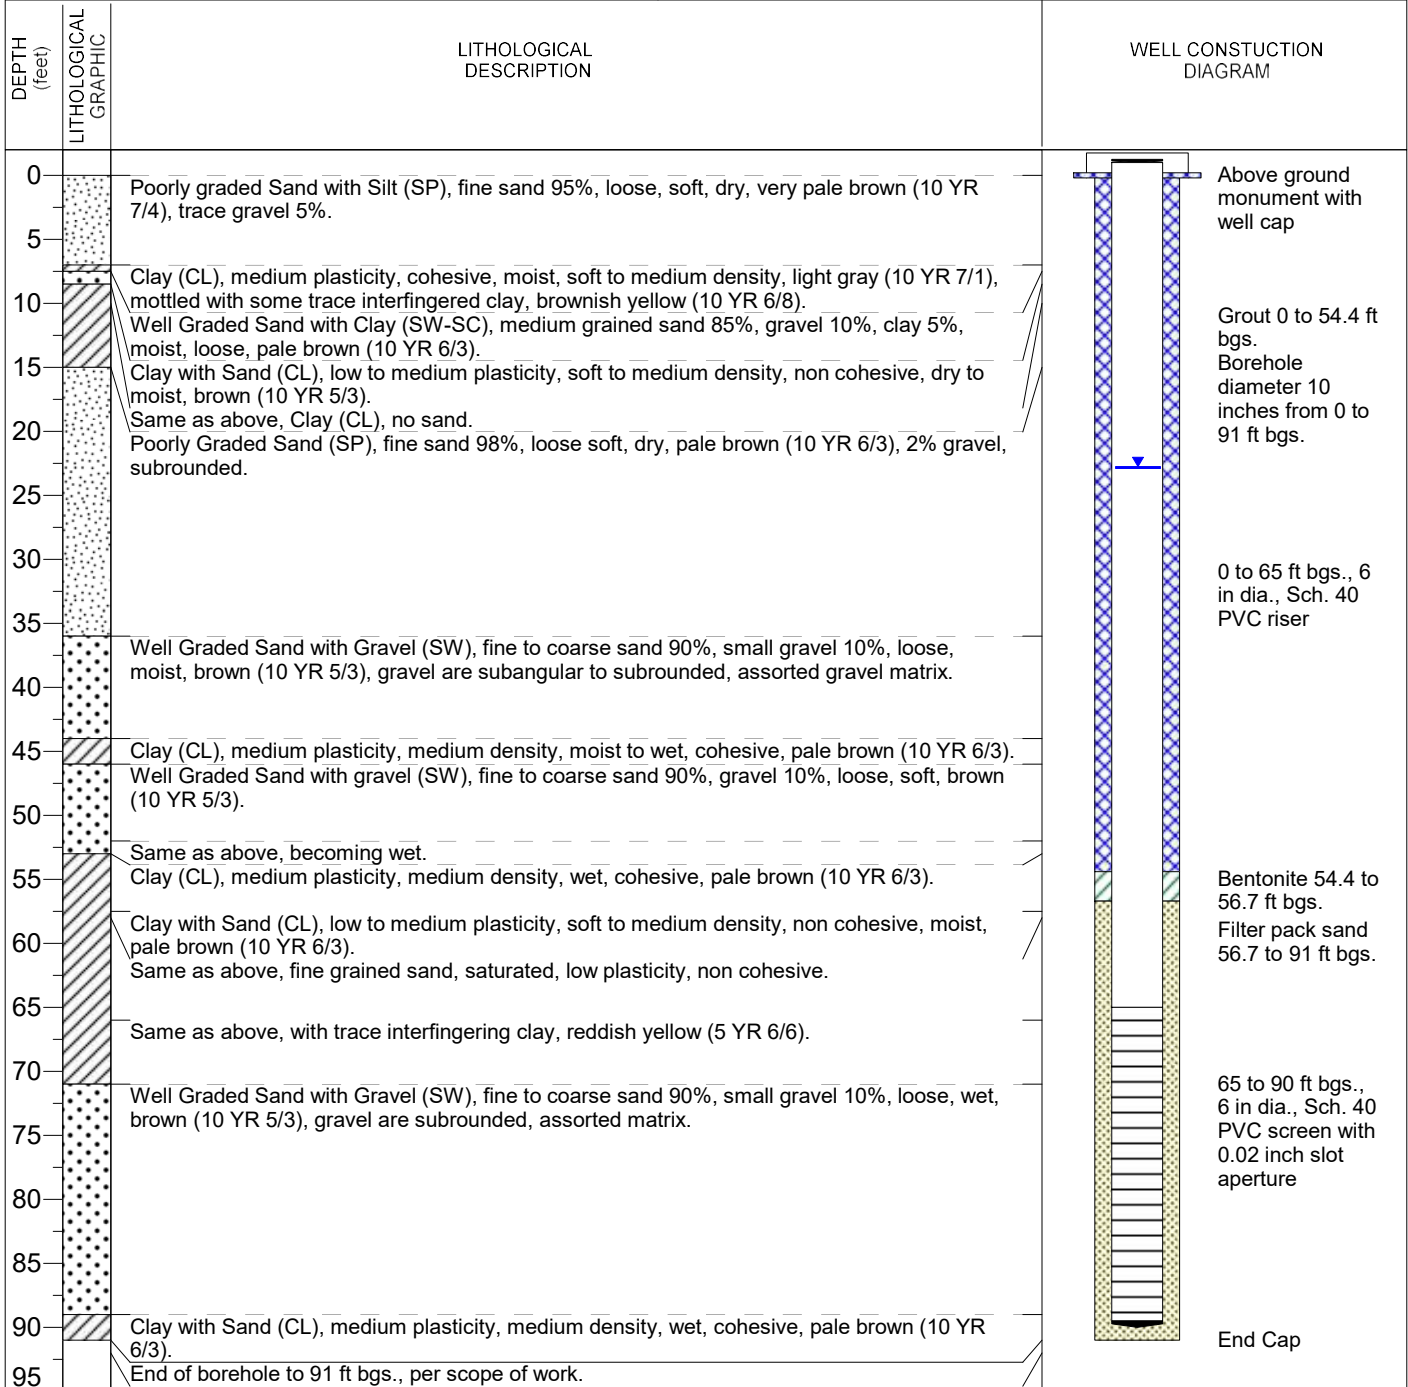 DEPTH
(feet)
LITHOLOGICAL
GRAPHIC
LITHOLOGICAL
DESCRIPTION
WELL CONSTUCTION
DIAGRAM
0
5
10
15
20
25
30
35
40
45
50
55
60
65
70
75
80
85
90
95
Poorly graded Sand with Silt (SP), fine sand 95%, loose, soft, dry, very pale brown (10 YR
7/4), trace gravel 5%.
Clay (CL), medium plasticity, cohesive, moist, soft to medium density, light gray (10 YR 7/1),
mottled with some trace interfingered clay, brownish yellow (10 YR 6/8).
Well Graded Sand with Clay (SW-SC), medium grained sand 85%, gravel 10%, clay 5%,
moist, loose, pale brown (10 YR 6/3).
Clay with Sand (CL), low to medium plasticity, soft to medium density, non cohesive, dry to
moist, brown (10 YR 5/3).
Same as above, Clay (CL), no sand.
Poorly Graded Sand (SP), fine sand 98%, loose soft, dry, pale brown (10 YR 6/3), 2% gravel,
subrounded.
Well Graded Sand with Gravel (SW), fine to coarse sand 90%, small gravel 10%, loose,
moist, brown (10 YR 5/3), gravel are subangular to subrounded, assorted gravel matrix.
Clay (CL), medium plasticity, medium density, moist to wet, cohesive, pale brown (10 YR 6/3).
Well Graded Sand with gravel (SW), fine to coarse sand 90%, gravel 10%, loose, soft, brown
(10 YR 5/3).
Same as above, becoming wet.
Clay (CL), medium plasticity, medium density, wet, cohesive, pale brown (10 YR 6/3).
Clay with Sand (CL), low to medium plasticity, soft to medium density, non cohesive, moist,
pale brown (10 YR 6/3).
Same as above, fine grained sand, saturated, low plasticity, non cohesive.
Same as above, with trace interfingering clay, reddish yellow (5 YR 6/6).
Well Graded Sand with Gravel (SW), fine to coarse sand 90%, small gravel 10%, loose, wet,
brown (10 YR 5/3), gravel are subrounded, assorted matrix.
Clay with Sand (CL), medium plasticity, medium density, wet, cohesive, pale brown (10 YR
6/3).
End of borehole to 91 ft bgs., per scope of work.
Above ground
monument with
well cap
Grout 0 to 54.4 ft
bgs.
Borehole
diameter 10
inches from 0 to
91 ft bgs.
0 to 65 ft bgs., 6
in dia., Sch. 40
PVC riser
Bentonite 54.4 to
56.7 ft bgs.
Filter pack sand
56.7 to 91 ft bgs.
65 to 90 ft bgs.,
6 in dia., Sch. 40
PVC screen with
0.02 inch slot
aperture
End Cap